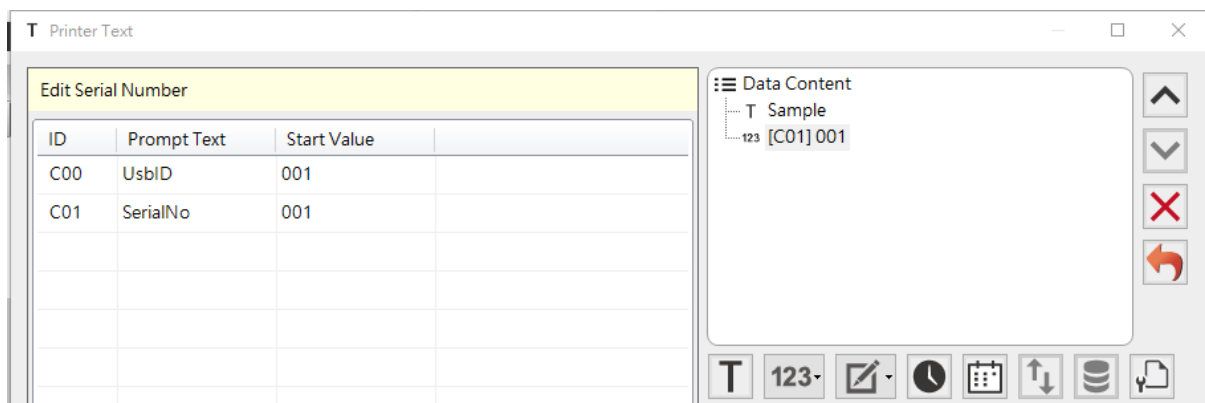 T Printer Text
Edit Serial Number
ID Prompt Text Start Value
C00 UsbID 001
C01 SerialNo 001
Data Content
T Sample
123 [C01] 001
T 123